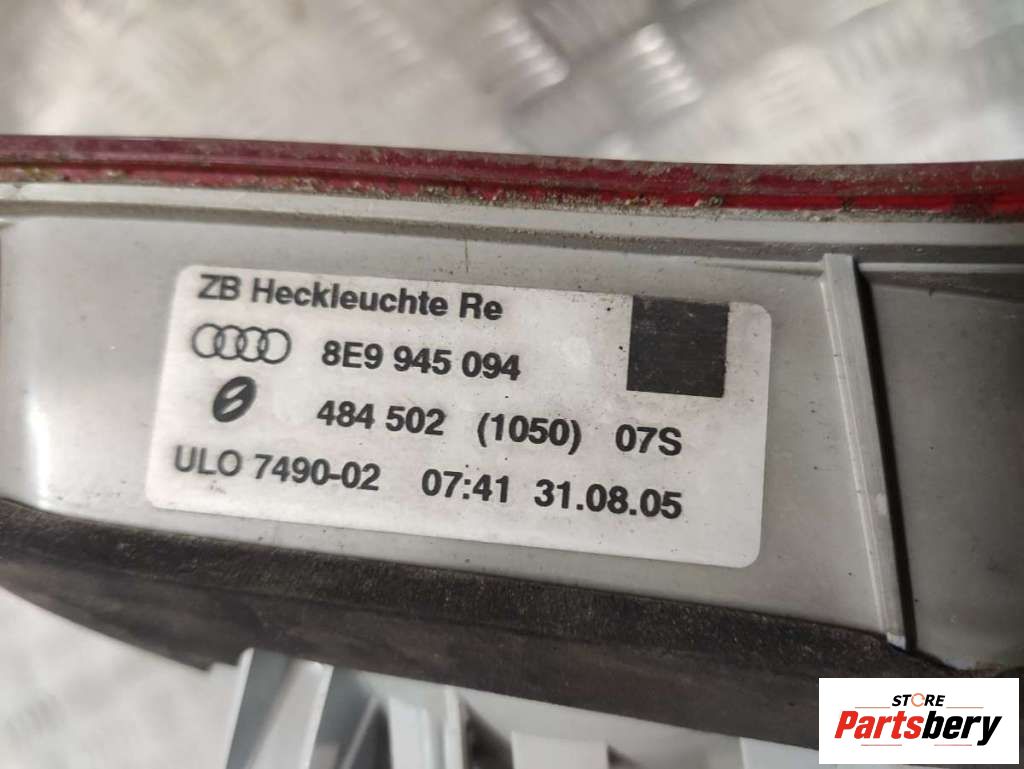 ZB Heckleuchte Re
8E9 945 094
484 502 (1050) 07S
ULO 7490-02 07:41 31.08.05
STORE
Partsbery